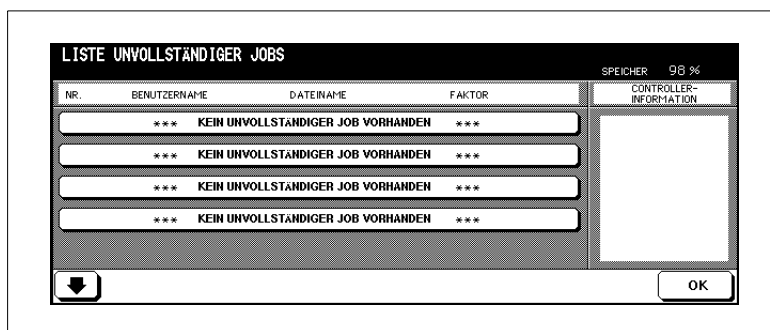 LISTE UNVOLLSTÄNDIGER JOBS
SPEICHER 98 %
NR. BENUTZERNAME DATEINAME FAKTOR
CONTROLLER-
INFORMATION
*** KEIN UNVOLLSTÄNDIGER JOB VORHANDEN ***
*** KEIN UNVOLLSTÄNDIGER JOB VORHANDEN ***
*** KEIN UNVOLLSTÄNDIGER JOB VORHANDEN ***
*** KEIN UNVOLLSTÄNDIGER JOB VORHANDEN ***
OK